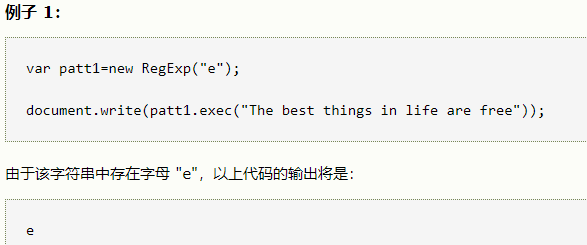 例子 1：
var patt1=new RegExp("e");
document.write(patt1.exec("The best things in life are free"));
由于该字符串中存在字母 "e"，以上代码的输出将是：
e